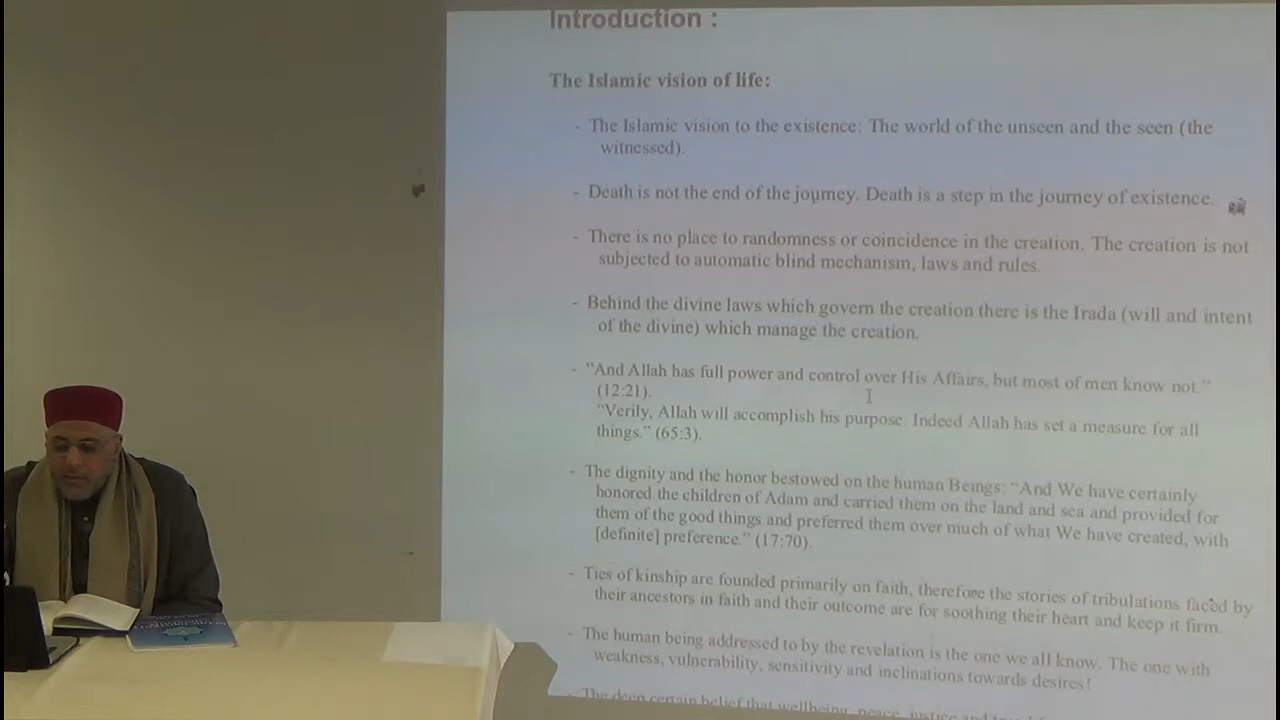 Introduction :
The Islamic vision of life:
- The Islamic vision to the existence: The world of the unseen and the seen (the
witnessed).
- Death is not the end of the journey. Death is a step in the journey of existence.
- There is no place to randomness or coincidence in the creation. The creation is not
subjected to automatic blind mechanism, laws and rules.
- Behind the divine laws which govern the creation there is the Irada (will and intent
of the divine) which manage the creation.
- “And Allah has full power and control over His Affairs, but most of men know not.”
(12:21).
“Verily, Allah will accomplish his purpose. Indeed Allah has set a measure for all
things.” (65:3).
- The dignity and the honor bestowed on the human Beings: “And We have certainly
honored the children of Adam and carried them on the land and sea and provided for
them of the good things and preferred them over much of what We have created, with
[definite] preference.” (17:70).
- Ties of kinship are founded primarily on faith, therefore the stories of tribulations faced by
their ancestors in faith and their outcome are for soothing their heart and keep it firm.
- The human being addressed to by the revelation is the one we all know. The one with
weakness, vulnerability, sensitivity and inclinations towards desires!
- The deep certain belief that wellbeing, peace, justice and